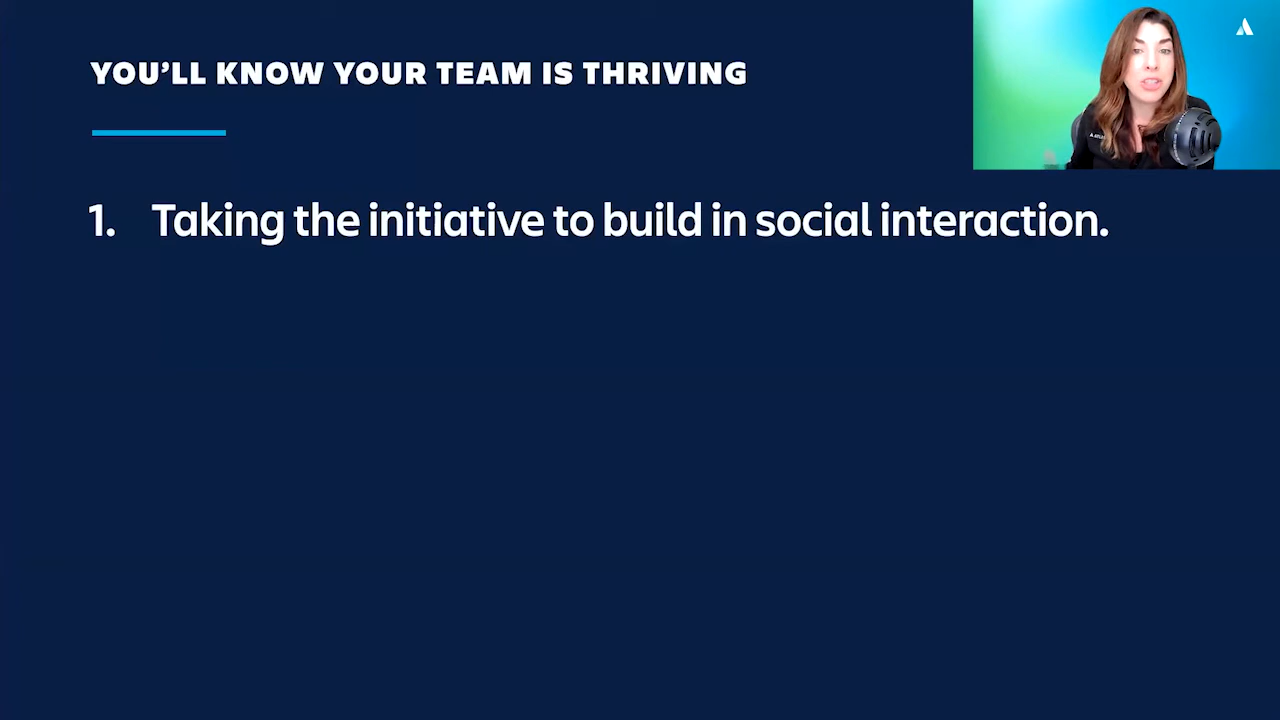 YOU’LL KNOW YOUR TEAM IS THRIVING
1. Taking the initiative to build in social interaction.